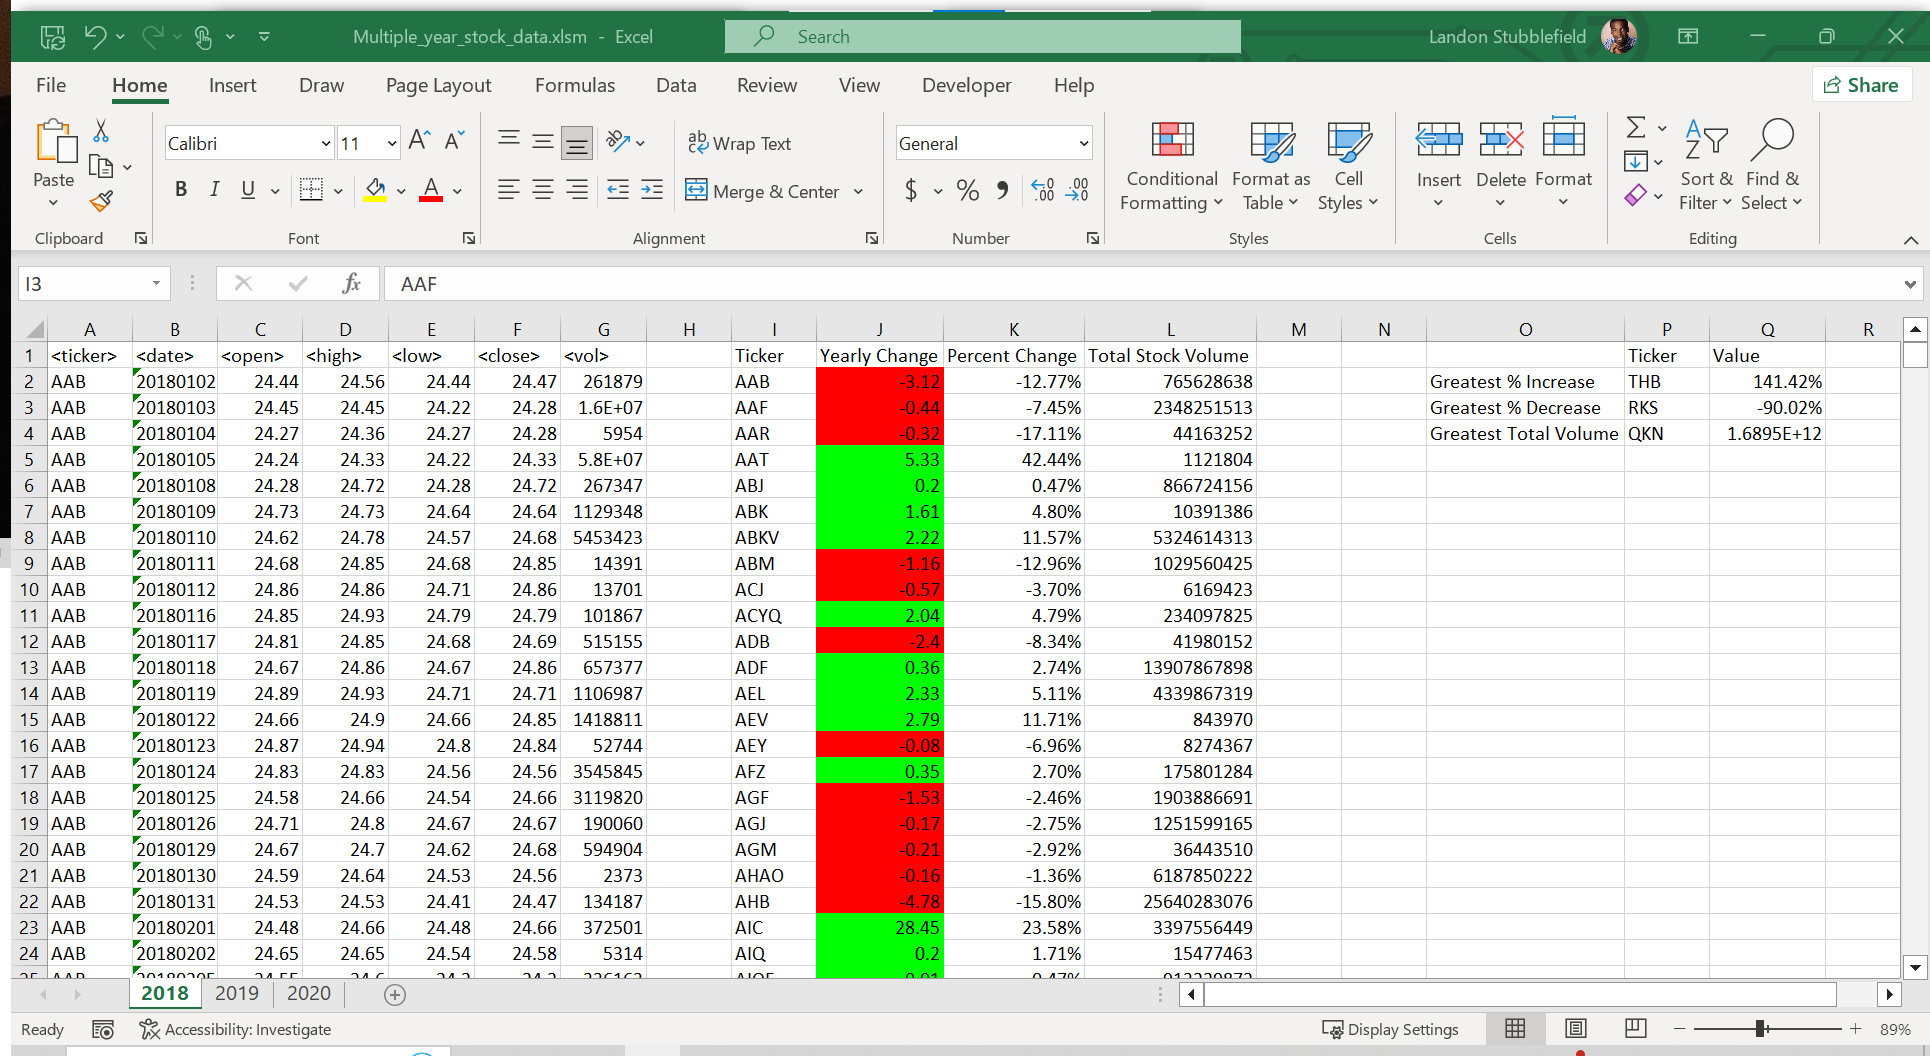 Multiple_year_stock_data.xlsm - Excel Search Landon Stubblefield
File Home Insert Draw Page Layout Formulas Data Review View Developer Help Share
Calibri 11 Wrap Text General
Paste B I U Merge & Center $ % Conditional Formatting Format as Table Cell Styles Insert Delete Format Sort & Filter Find & Select
Clipboard Font Alignment Number Styles Cells Editing
I3 fx AAF
A B C D E F G H I J K L M N O P Q R
1 <ticker> <date> <open> <high> <low> <close> <vol> Ticker Yearly Change Percent Change Total Stock Volume Ticker Value
2 AAB 20180102 24.44 24.56 24.44 24.47 261879 AAB -3.12 -12.77% 765628638 Greatest % Increase THB 141.42%
3 AAB 20180103 24.45 24.45 24.22 24.28 1.6E+07 AAF -0.44 -7.45% 2348251513 Greatest % Decrease RKS -90.02%
4 AAB 20180104 24.27 24.36 24.27 24.28 5954 AAR -0.32 -17.11% 44163252 Greatest Total Volume QKN 1.6895E+12
5 AAB 20180105 24.24 24.33 24.22 24.33 5.8E+07 AAT 5.33 42.44% 1121804
6 AAB 20180108 24.28 24.72 24.28 24.72 267347 ABJ 0.2 0.47% 866724156
7 AAB 20180109 24.73 24.73 24.64 24.64 1129348 ABK 1.61 4.80% 10391386
8 AAB 20180110 24.62 24.78 24.57 24.68 5453423 ABKV 2.22 11.57% 5324614313
9 AAB 20180111 24.68 24.85 24.68 24.85 14391 ABM -1.16 -12.96% 1029560425
10 AAB 20180112 24.86 24.86 24.71 24.86 13701 ACJ -0.57 -3.70% 6169423
11 AAB 20180116 24.85 24.93 24.79 24.79 101867 ACYQ 2.04 4.79% 234097825
12 AAB 20180117 24.81 24.85 24.68 24.69 515155 ADB -2.4 -8.34% 41980152
13 AAB 20180118 24.67 24.86 24.67 24.86 657377 ADF 0.36 2.74% 13907867898
14 AAB 20180119 24.89 24.93 24.71 24.71 1106987 AEL 2.33 5.11% 4339867319
15 AAB 20180122 24.66 24.9 24.66 24.85 1418811 AEV 2.79 11.71% 843970
16 AAB 20180123 24.87 24.94 24.8 24.84 52744 AEY -0.08 -6.96% 8274367
17 AAB 20180124 24.83 24.83 24.56 24.56 3545845 AFZ 0.35 2.70% 175801284
18 AAB 20180125 24.58 24.66 24.54 24.66 3119820 AGF -1.53 -2.46% 1903886691
19 AAB 20180126 24.71 24.8 24.67 24.67 190060 AGJ -0.17 -2.75% 1251599165
20 AAB 20180129 24.67 24.7 24.62 24.68 594904 AGM -0.21 -2.92% 36443510
21 AAB 20180130 24.59 24.64 24.53 24.56 2373 AHAO -0.16 -1.36% 6187850222
22 AAB 20180131 24.53 24.53 24.41 24.47 134187 AHB -4.78 -15.80% 25640283076
23 AAB 20180201 24.48 24.66 24.48 24.66 372501 AIC 28.45 23.58% 3397556449
24 AAB 20180202 24.65 24.65 24.54 24.58 5314 AIQ 0.2 1.71% 15477463
2018 2019 2020
Ready Accessibility: Investigate Display Settings 89%